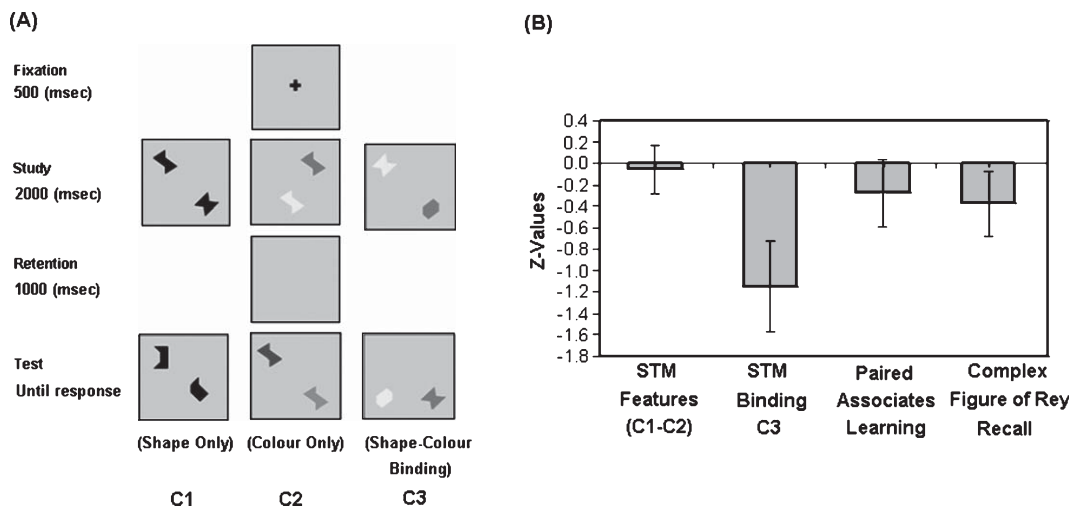 (A)
Fixation
500 (msec)
Study
2000 (msec)
Retention
1000 (msec)
Test
Until response
(Shape Only)
(Colour Only)
(Shape-Colour
Binding)
C1
C2
C3
(B)
Z-Values
0.4
0.2
0.0
-0.2
-0.4
-0.6
-0.8
-1.0
-1.2
-1.4
-1.6
-1.8
STM
Features
(C1-C2)
STM
Binding
C3
Paired
Associates
Learning
Complex
Figure of Rey
Recall